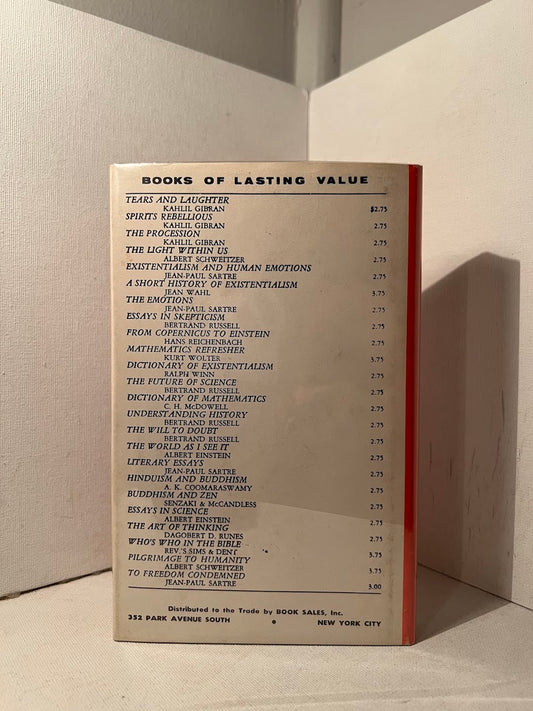 BOOKS OF LASTING VALUE
TEARS AND LAUGHTER
KAHLIL GIBRAN $2.75
SPIRITS REBELLIOUS
KAHLIL GIBRAN 2.75
THE PROCESSION
KAHLIL GIBRAN 2.75
THE LIGHT WITHIN US
ALBERT SCHWEITZER 2.75
EXISTENTIALISM AND HUMAN EMOTIONS
JEAN-PAUL SARTRE 2.75
A SHORT HISTORY OF EXISTENTIALISM
JEAN WAHL 3.75
THE EMOTIONS
JEAN-PAUL SARTRE 2.75
ESSAYS IN SKEPTICISM
BERTRAND RUSSELL 2.75
FROM COPERNICUS TO EINSTEIN
HANS REICHENBACH 2.75
MATHEMATICS REFRESHER
KURT WOLTER 3.75
DICTIONARY OF EXISTENTIALISM
RALPH WINN 2.75
THE FUTURE OF SCIENCE
BERTRAND RUSSELL 2.75
DICTIONARY OF MATHEMATICS
C. H. McDOWELL 2.75
UNDERSTANDING HISTORY
BERTRAND RUSSELL 2.75
THE WILL TO DOUBT
BERTRAND RUSSELL 2.75
THE WORLD AS I SEE IT
ALBERT EINSTEIN 2.75
LITERARY ESSAYS
JEAN-PAUL SARTRE 2.75
HINDUISM AND BUDDHISM
A. K. COOMARASWAMY 2.75
BUDDHISM AND ZEN
SENZAKI & McCANDLESS 2.75
ESSAYS IN SCIENCE
ALBERT EINSTEIN 2.75
THE ART OF THINKING
DAGOBERT D. RUNES 2.75
WHO'S WHO IN THE BIBLE
REV.'S SIMS & DENT 3.75
PILGRIMAGE TO HUMANITY
ALBERT SCHWEITZER 3.75
TO FREEDOM CONDEMNED
JEAN-PAUL SARTRE 3.00
Distributed to the Trade by BOOK SALES, Inc.
352 PARK AVENUE SOUTH • NEW YORK CITY